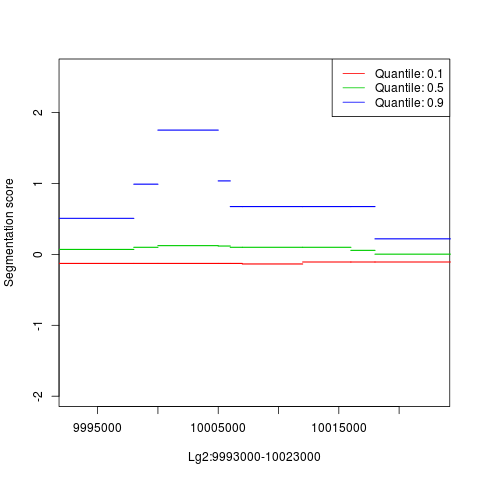 Quantile: 0.1
Quantile: 0.5
Quantile: 0.9
Segmentation score
2
1
0
-1
-2
9995000 10005000 10015000
Lg2:9993000-10023000